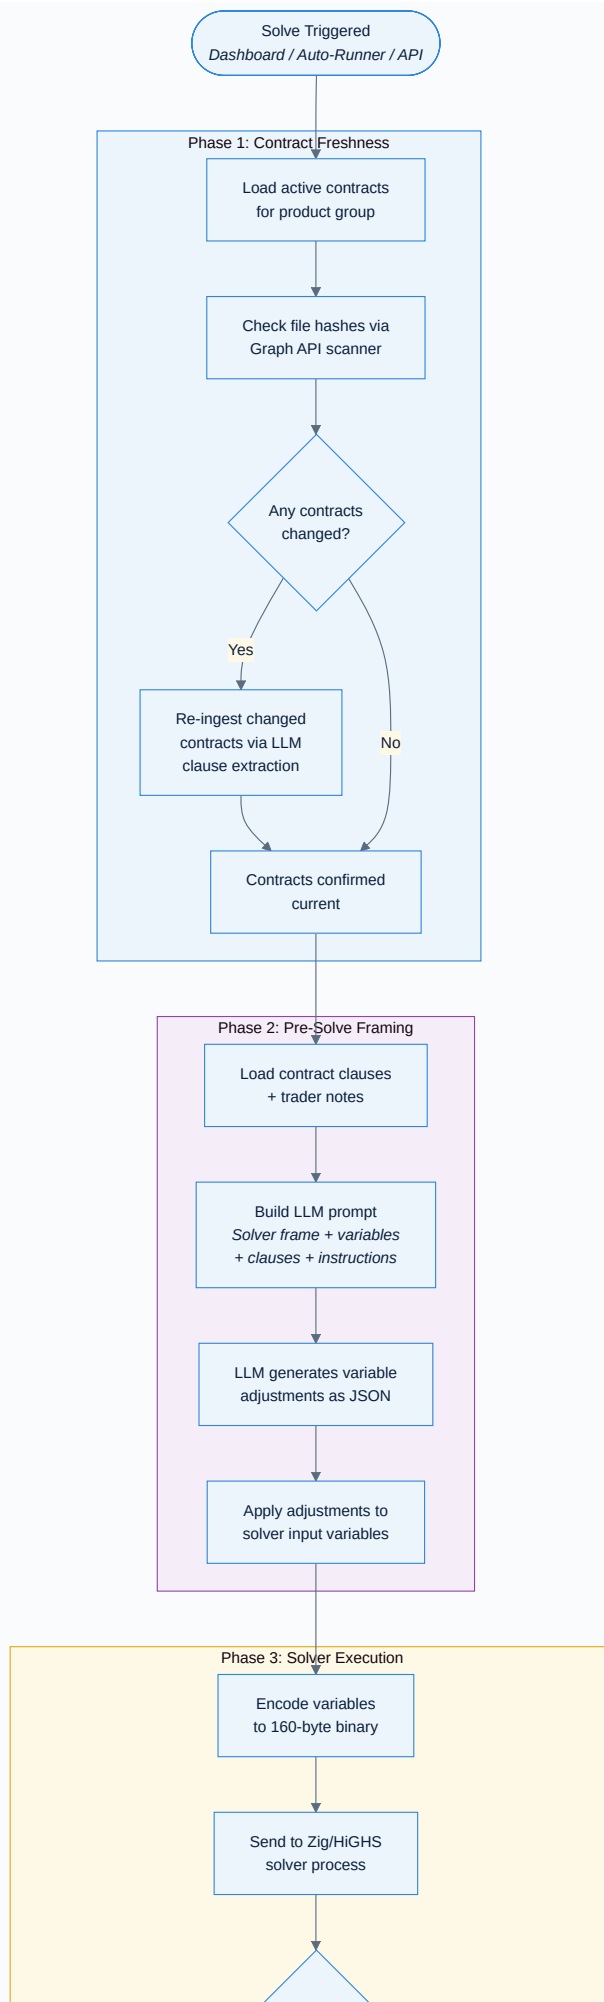 Solve Triggered
Dashboard / Auto-Runner / API
Phase 1: Contract Freshness
Load active contracts
for product group
Check file hashes via
Graph API scanner
Any contracts
changed?
Yes
Re-ingest changed
contracts via LLM
clause extraction
No
Contracts confirmed
current
Phase 2: Pre-Solve Framing
Load contract clauses
+ trader notes
Build LLM prompt
Solver frame + variables
+ clauses + instructions
LLM generates variable
adjustments as JSON
Apply adjustments to
solver input variables
Phase 3: Solver Execution
Encode variables
to 160-byte binary
Send to Zig/HiGHS
solver process